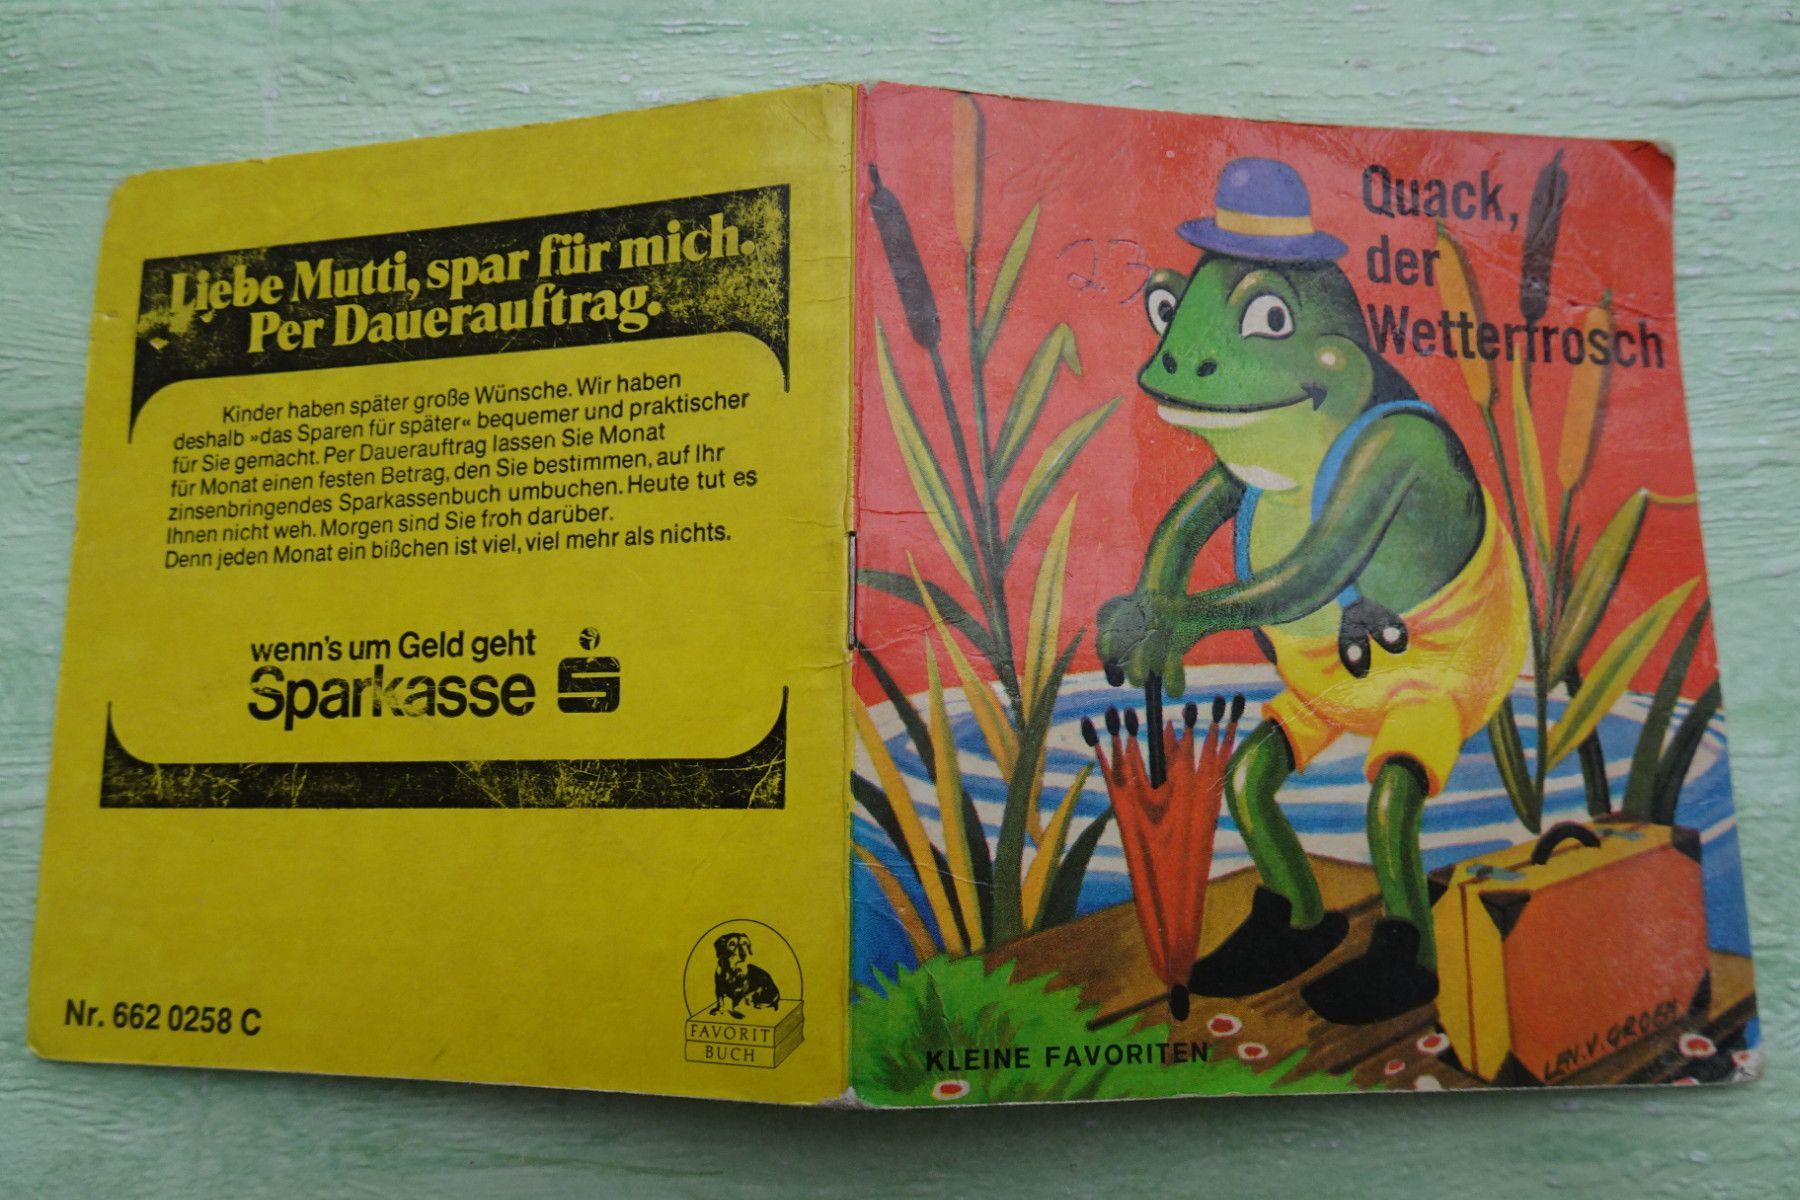 Liebe Mutti, spar für mich.
Per Dauerauftrag.
Kinder haben später große Wünsche. Wir haben
deshalb »das Sparen für später« bequemer und praktischer
für Sie gemacht. Per Dauerauftrag lassen Sie Monat
für Monat einen festen Betrag, den Sie bestimmen, auf Ihr
zinsenbringendes Sparkassenbuch umbuchen. Heute tut es
Ihnen nicht weh. Morgen sind Sie froh darüber.
Denn jeden Monat ein bißchen ist viel, viel mehr als nichts.
wenn's um Geld geht
Sparkasse
Nr. 662 0258 C
FAVORIT
BUCH
Quack,
der
Wetterfrosch
23
KLEINE FAVORITEN
LAN.V.GROEN